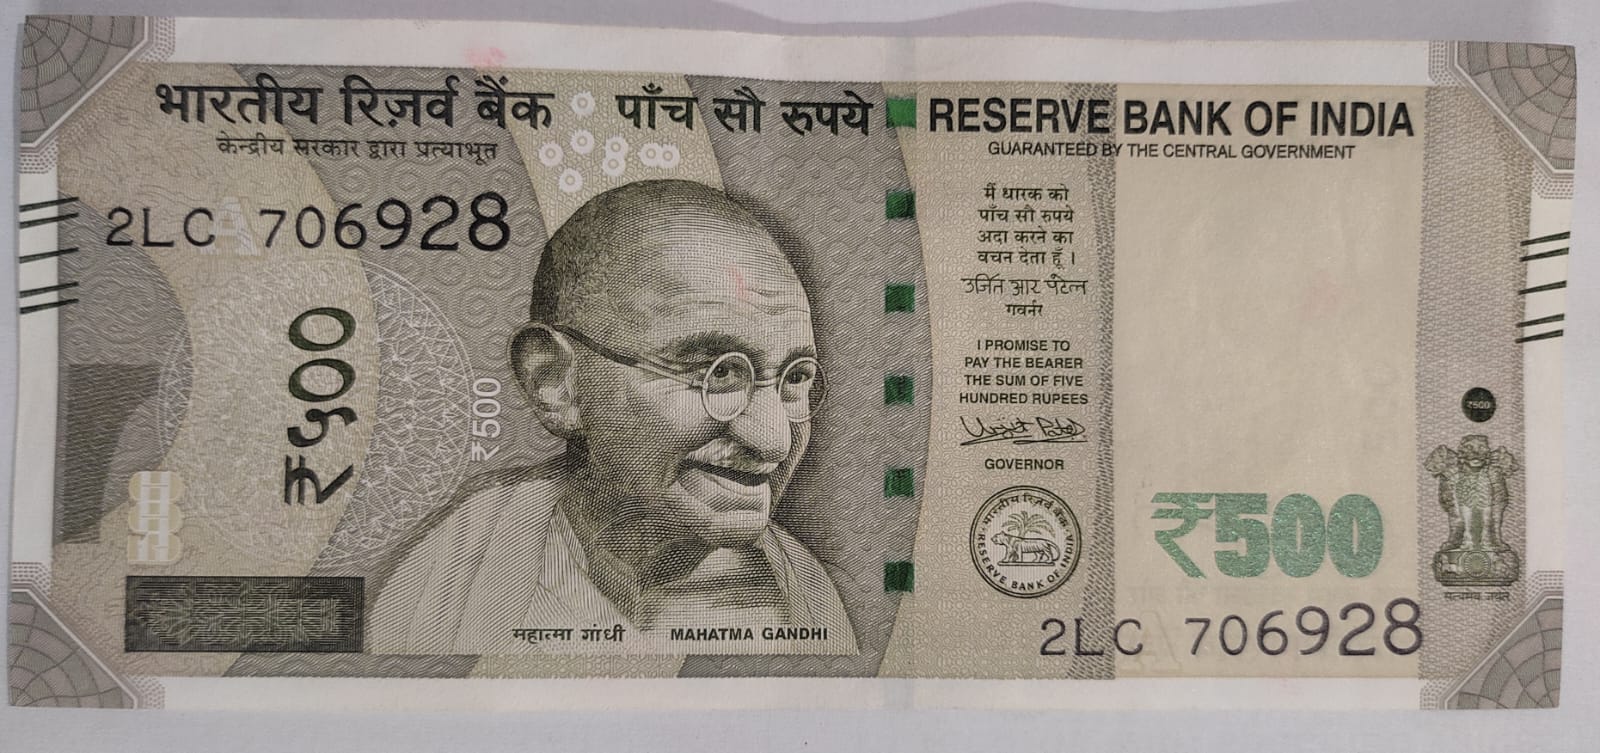 भारतीय रिज़र्व बैंक
केन्द्रीय सरकार द्वारा प्रत्याभूत
पाँच सौ रुपये
RESERVE BANK OF INDIA
GUARANTEED BY THE CENTRAL GOVERNMENT
2LC 706928
₹५००
₹500
मैं धारक को
पाँच सौ रुपये
अदा करने का
वचन देता हूँ ।
उर्जित आर पटेल
गवर्नर
I PROMISE TO
PAY THE BEARER
THE SUM OF FIVE
HUNDRED RUPEES
Urjit Patel
GOVERNOR
भारतीय रिज़र्व बैंक
RESERVE BANK OF INDIA
₹500
₹500
सत्यमेव जयते
महात्मा गांधी
MAHATMA GANDHI
2LC 706928